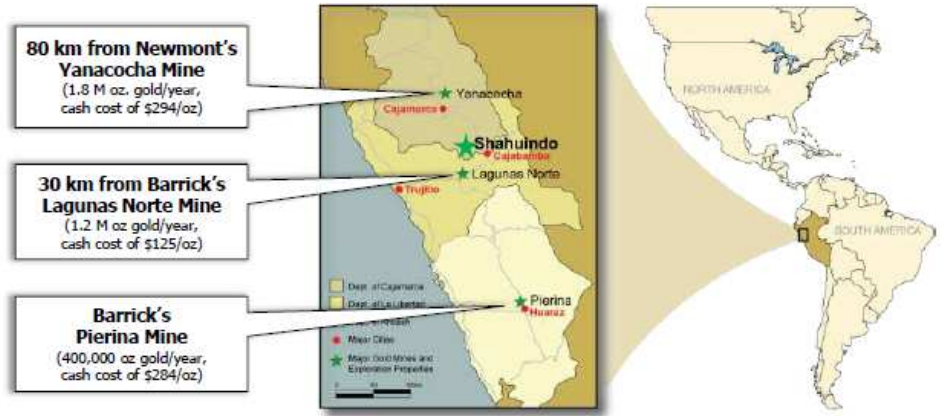 80 km from Newmont's
Yanacocha Mine
(1.8 M oz. gold/year,
cash cost of $294/oz)
30 km from Barrick's
Lagunas Norte Mine
(1.2 M oz gold/year,
cash cost of $125/oz)
Barrick's
Pierina Mine
(400,000 oz gold/year,
cash cost of $284/oz)
Yanacocha
Cajamarca
Shahuindo
Cajabamba
Lagunas Norte
Trujillo
Pierina
Huaraz
Dept. of Cajamarca
Dept. of La Libertad
Major Cities
Major Gold Mines and
Exploration Properties
0
NORTH AMERICA
SOUTH AMERICA